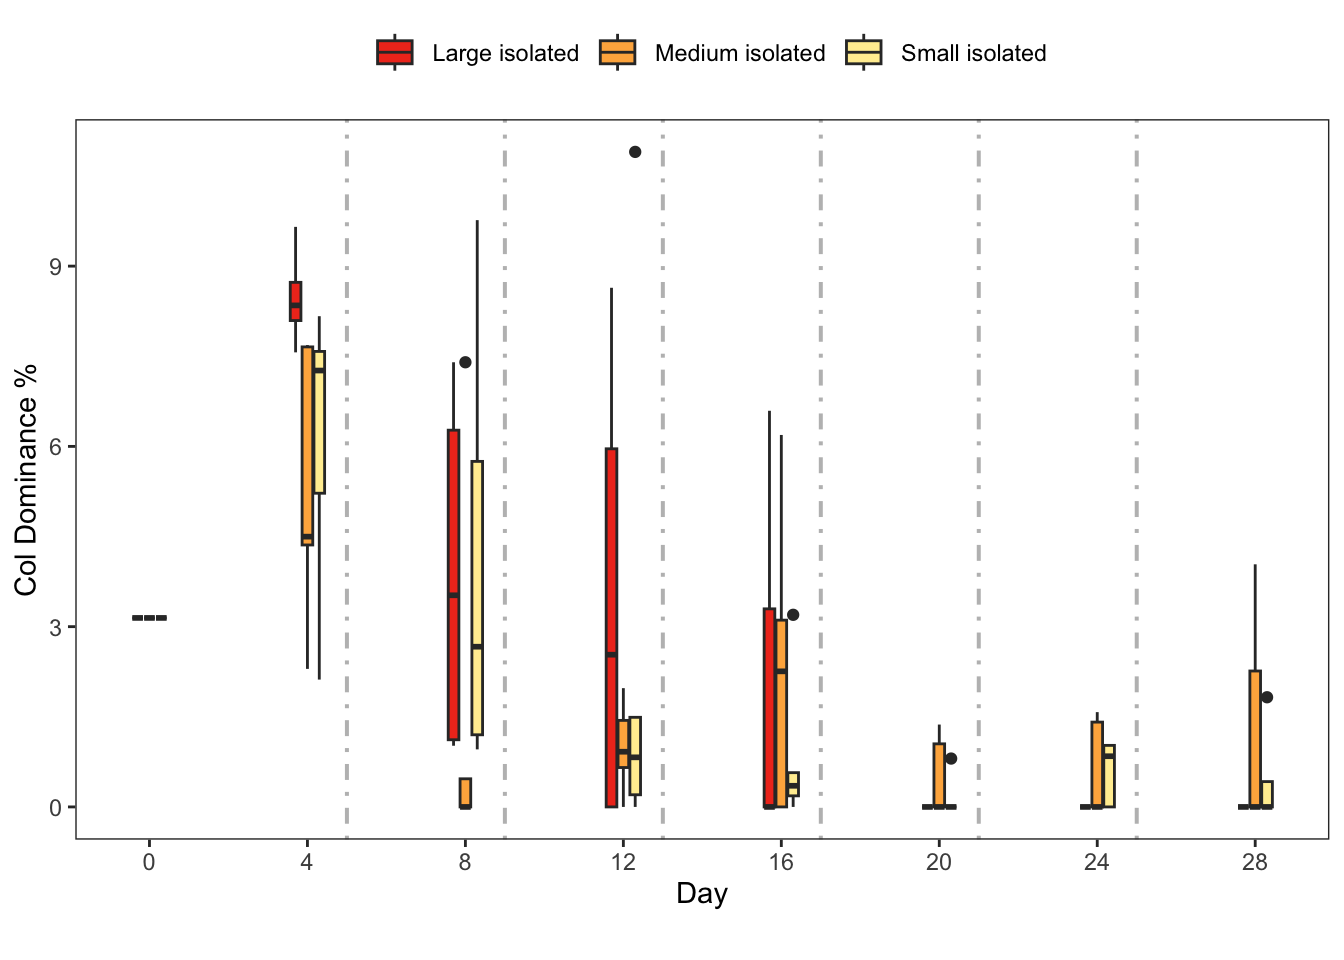 Large isolated Medium isolated Small isolated
Col Dominance %
9
6
3
0
0 4 8 12 16 20 24 28
Day